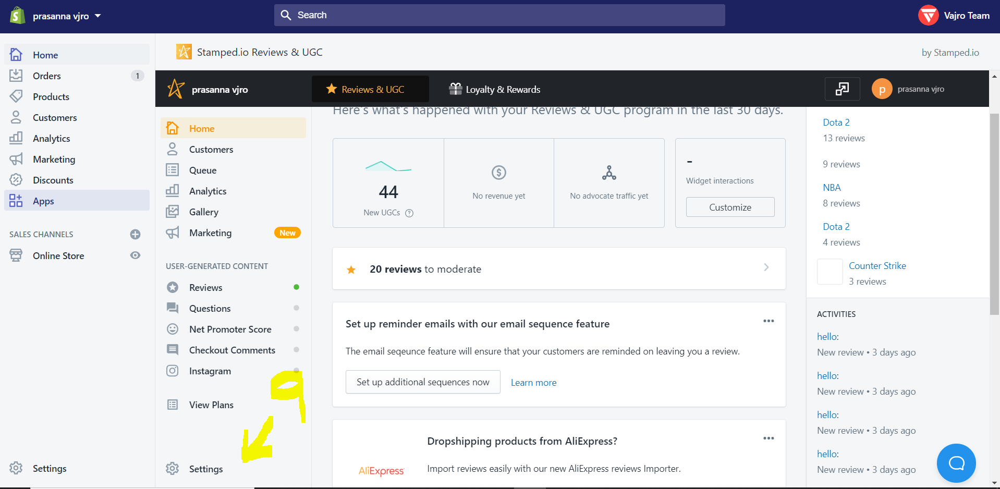 prasanna vjro
Search
Vajro Team
Home
Orders 1
Products
Customers
Analytics
Marketing
Discounts
Apps
SALES CHANNELS
Online Store
Settings
Stamped.io Reviews & UGC
by Stamped.io
prasanna vjro
Reviews & UGC
Loyalty & Rewards
p prasanna vjro
Home
Customers
Queue
Analytics
Gallery
Marketing New
USER-GENERATED CONTENT
Reviews
Questions
Net Promoter Score
Checkout Comments
Instagram
View Plans
9
Settings
Here's what's happened with your Reviews & UGC program in the last 30 days.
44
New UGCs ?
$
No revenue yet
No advocate traffic yet
-
Widget interactions
Customize
20 reviews to moderate
Set up reminder emails with our email sequence feature
The email seqeunce feature will ensure that your customers are reminded on leaving you a review.
Set up additional sequences now Learn more
Dropshipping products from AliExpress?
AliExpress
Import reviews easily with our new AliExpress reviews Importer.
Dota 2
13 reviews
9 reviews
NBA
8 reviews
Dota 2
4 reviews
Counter Strike
3 reviews
ACTIVITIES
hello:
New review • 3 days ago
hello:
New review • 3 days ago
hello:
New review • 3 days ago
hello:
New review • 3 days ago